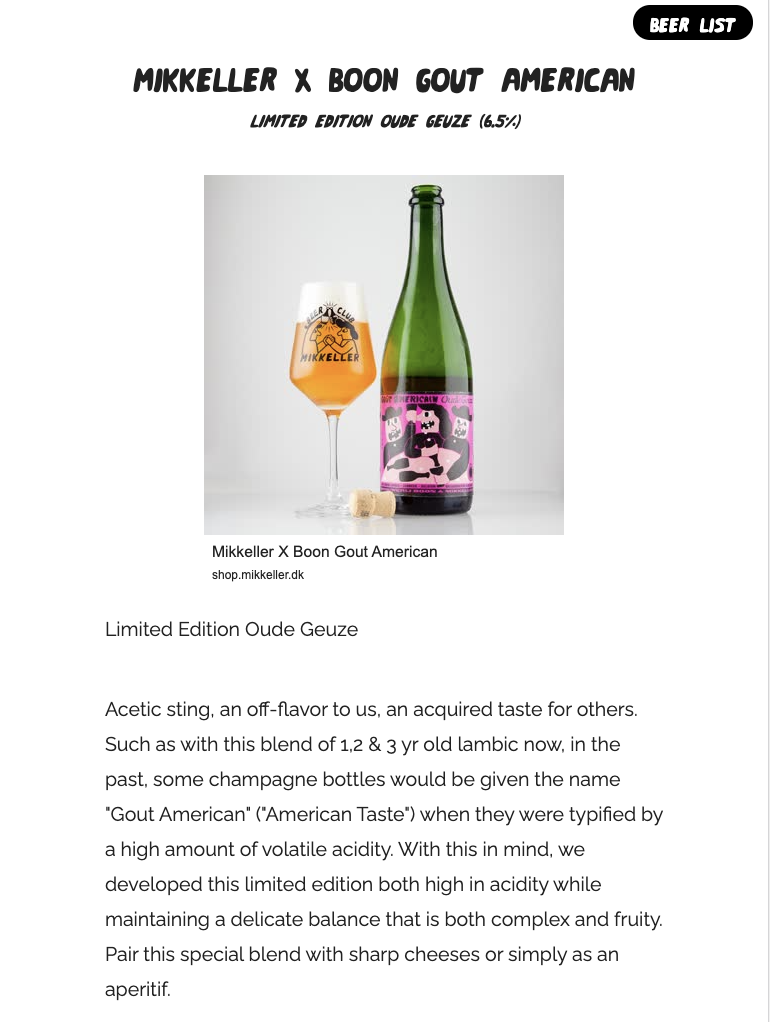 BEER LIST
MIKKELLER X BOON GOUT AMERICAN
LIMITED EDITION OUDE GEUZE (6.5%)
BEER CLUB
MIKKELLER
AMERICAIN Oude Geuze
Mikkeller X Boon Gout American
shop.mikkeller.dk
Limited Edition Oude Geuze
Acetic sting, an off-flavor to us, an acquired taste for others.
Such as with this blend of 1,2 & 3 yr old lambic now, in the
past, some champagne bottles would be given the name
"Gout American" ("American Taste") when they were typified by
a high amount of volatile acidity. With this in mind, we
developed this limited edition both high in acidity while
maintaining a delicate balance that is both complex and fruity.
Pair this special blend with sharp cheeses or simply as an
aperitif.